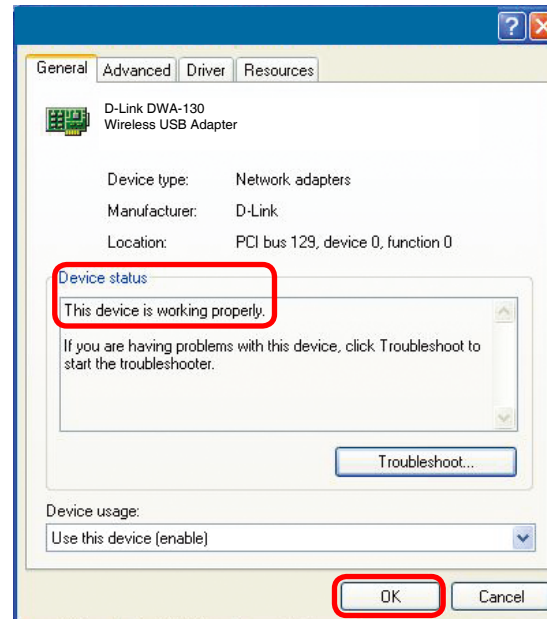 General Advanced Driver Resources
D-Link DWA-130
Wireless USB Adapter
Device type: Network adapters
Manufacturer: D-Link
Location: PCI bus 129, device 0, function 0
Device status
This device is working properly.
If you are having problems with this device, click Troubleshoot to
start the troubleshooter.
Troubleshoot...
Device usage:
Use this device (enable)
OK Cancel